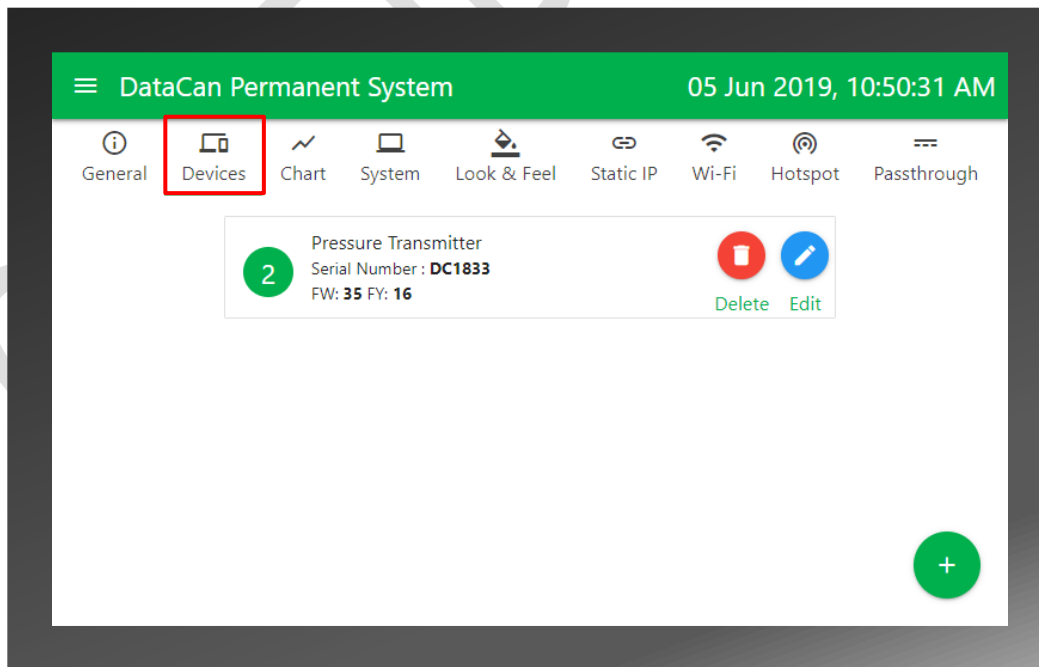 DataCan Permanent System 05 Jun 2019, 10:50:31 AM
General Devices Chart System Look & Feel Static IP Wi-Fi Hotspot Passthrough
2
Pressure Transmitter
Serial Number : DC1833
FW: 35 FY: 16
Delete Edit
+